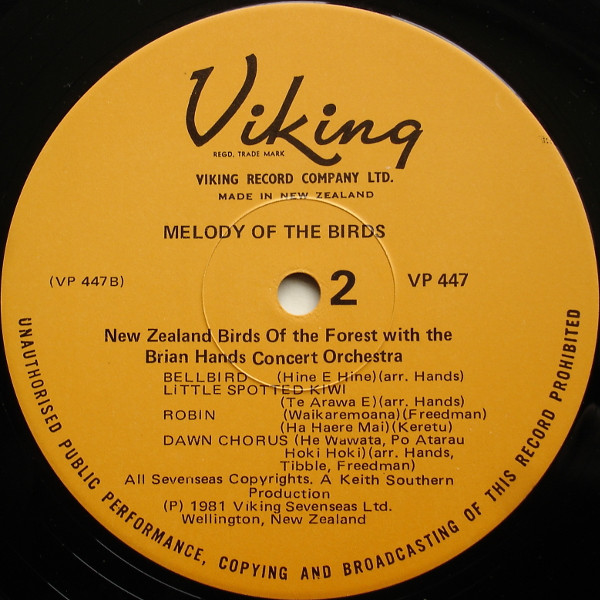 Viking
REGD. TRADE MARK
VIKING RECORD COMPANY LTD.
MADE IN NEW ZEALAND
MELODY OF THE BIRDS
(VP 447B)
2
VP 447
New Zealand Birds Of the Forest with the
Brian Hands Concert Orchestra
BELLBIRD (Hine E Hine)(arr. Hands)
LiTTLE SPOTTED KIWI
(Te Arawa E)(arr. Hands)
ROBIN (Waikaremoana)(Freedman)
(Ha Haere Mai)(Keretu)
DAWN CHORUS (He Wawata, Po Atarau
Hoki Hoki)(arr. Hands,
Tibble, Freedman)
All Sevenseas Copyrights. A Keith Southern
Production
(P) 1981 Viking Sevenseas Ltd.
Wellington, New Zealand
UNAUTHORISED PUBLIC PERFORMANCE, COPYING AND BROADCASTING OF THIS RECORD PROHIBITED